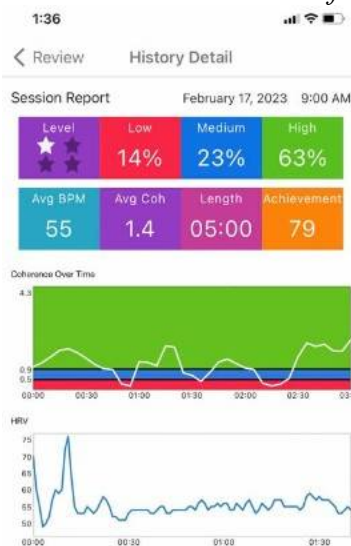 1:36
Review History Detail
Session Report February 17, 2023 9:00 AM
Level Low Medium High
14% 23% 63%
Avg BPM Avg Coh Length Achievement
55 1.4 05:00 79
Coherence Over Time
4.3
0.9
0.5
00:00 00:30 01:00 01:30 02:00 02:30 03:
HRV
75
70
65
60
55
50
00:00 00:30 01:00 01:30